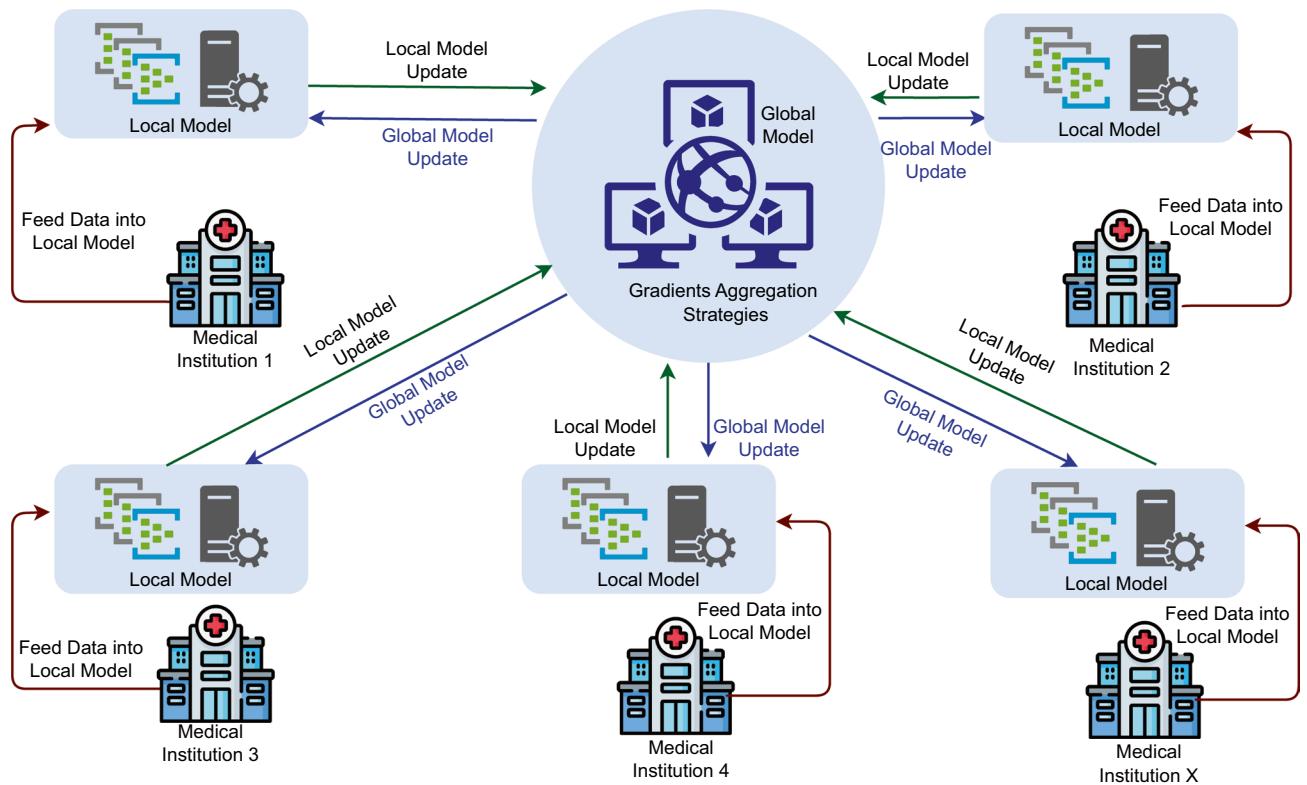 Local Model
Update
Local Model
Global Model
Update
Global
Model
Local Model
Update
Local Model
Global Model
Update
Feed Data into
Local Model
Medical
Institution 1
Gradients Aggregation
Strategies
Feed Data into
Local Model
Medical
Institution 2
Local Model
Update
Global Model
Update
Local Model
Update
Global Model
Update
Local Model
Update
Global Model
Update
Local Model
Local Model
Local Model
Feed Data into
Local Model
Medical
Institution 3
Feed Data into
Local Model
Medical
Institution 4
Feed Data into
Local Model
Medical
Institution X